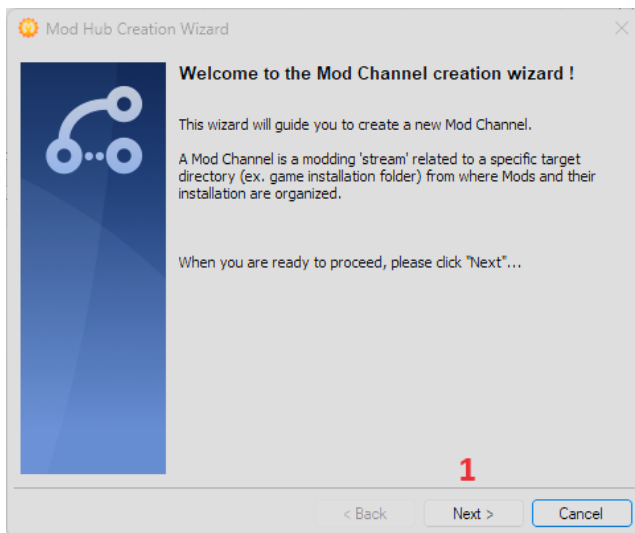 Mod Hub Creation Wizard
Welcome to the Mod Channel creation wizard !
This wizard will guide you to create a new Mod Channel.
A Mod Channel is a modding 'stream' related to a specific target
directory (ex. game installation folder) from where Mods and their
installation are organized.
When you are ready to proceed, please click "Next"...
1
< Back Next > Cancel